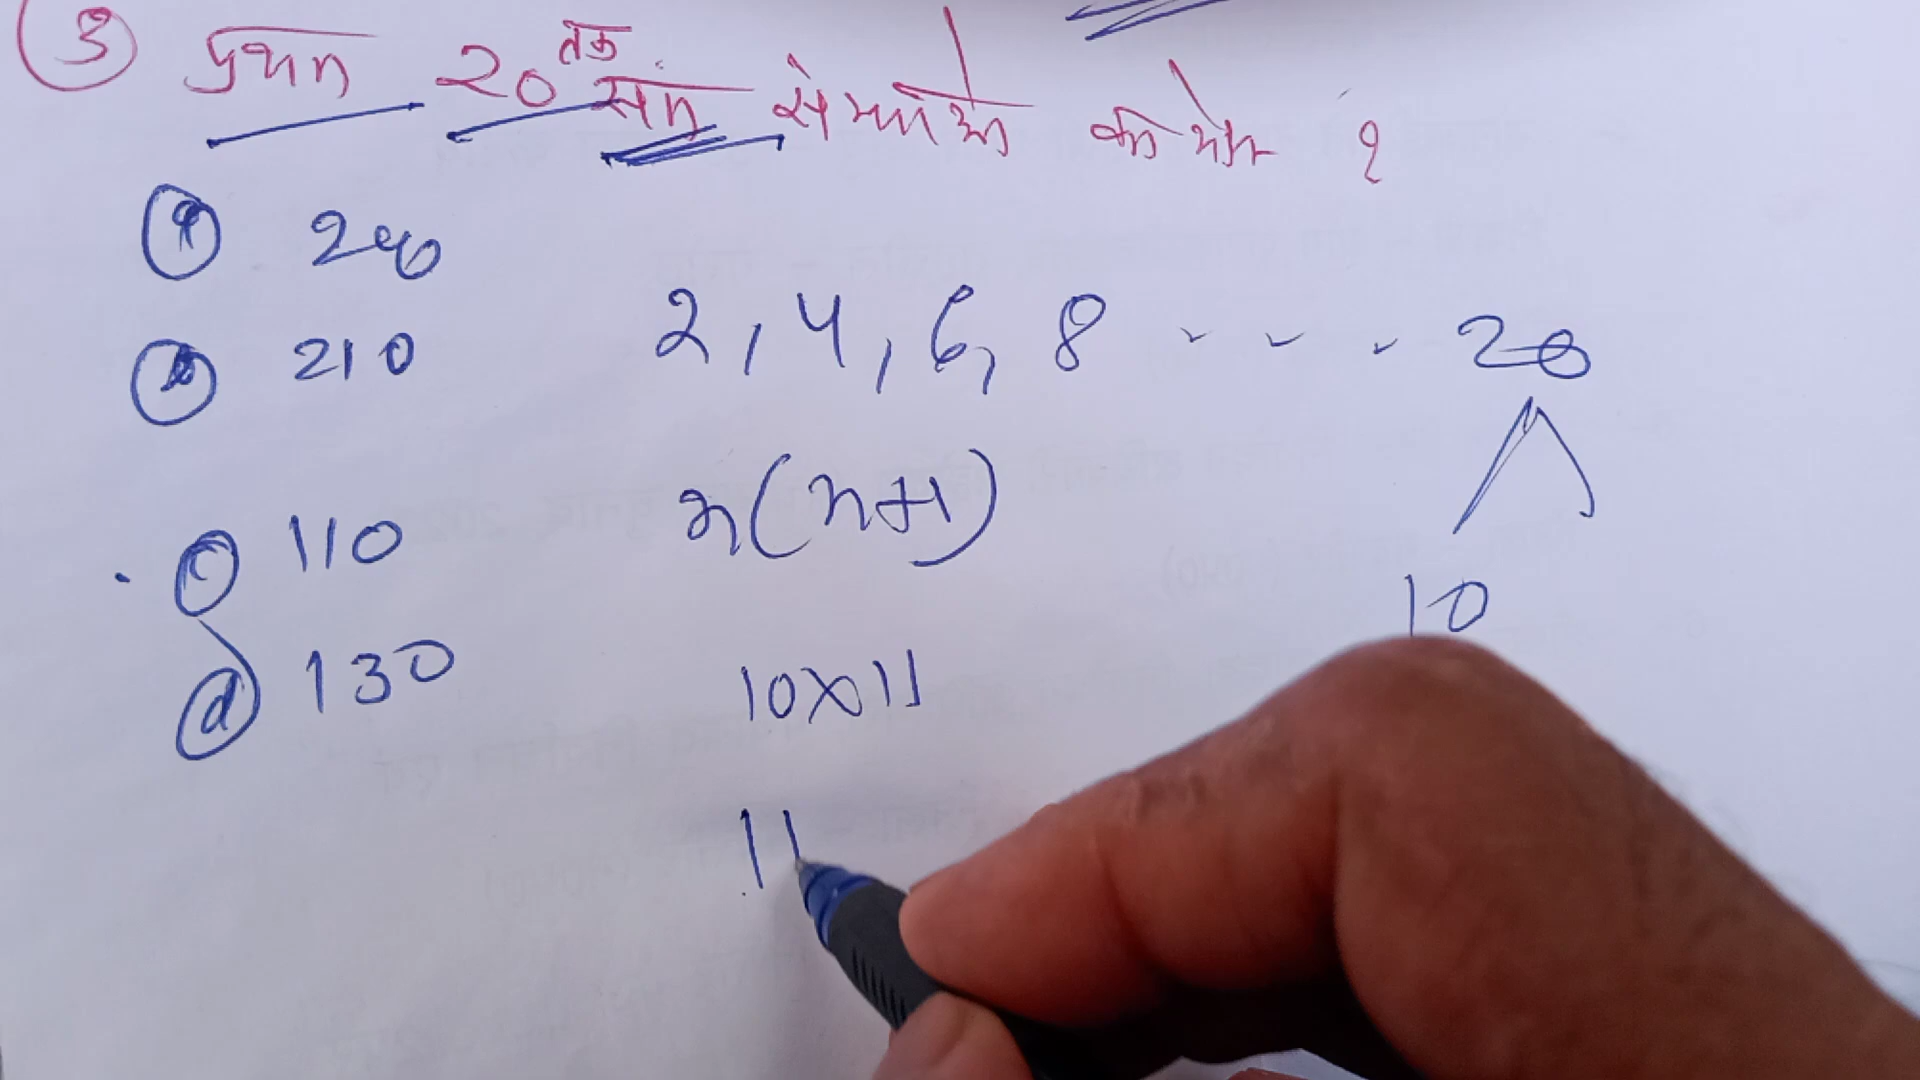 3 प्रथम 20 तक सम संख्याओं का योग ?
a 240
b 210
2, 4, 6, 8 - - - . 20
c 110
n(n+1)
10
d 130
10×11
11